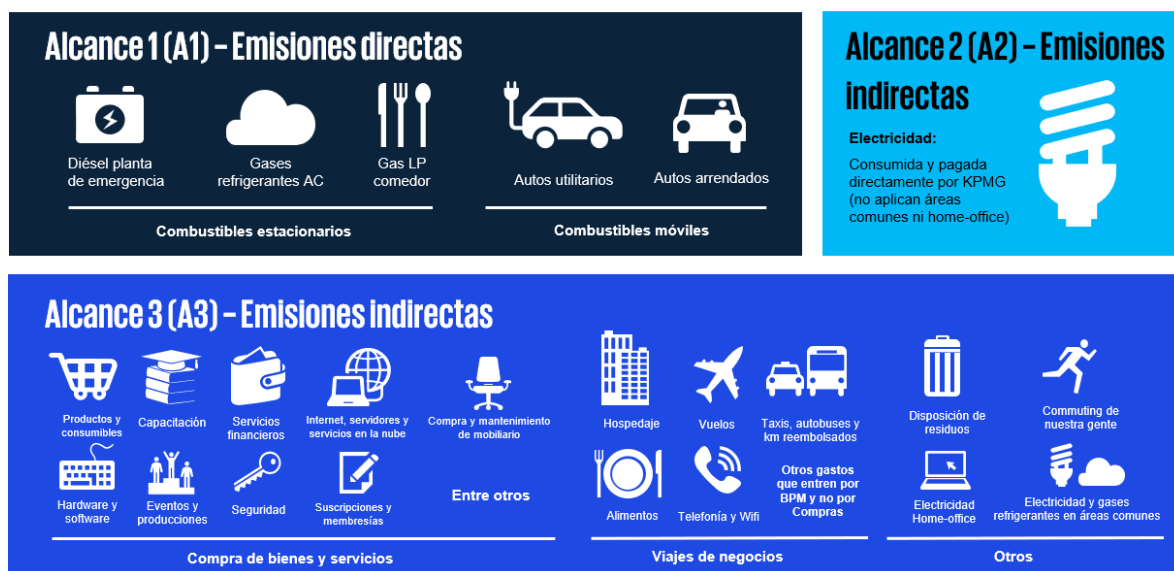 Alcance 1 (A1) – Emisiones directas
Diésel planta
de emergencia
Gases
refrigerantes AC
Gas LP
comedor
Autos utilitarios
Autos arrendados
Combustibles estacionarios
Combustibles móviles
Alcance 2 (A2) – Emisiones
indirectas
Electricidad:
Consumida y pagada
directamente por KPMG
(no aplican áreas
comunes ni home-office)
Alcance 3 (A3) – Emisiones indirectas
Productos y
consumibles
Capacitación
Servicios
financieros
Internet, servidores y
servicios en la nube
Compra y mantenimiento
de mobiliario
Hardware y
software
Eventos y
producciones
Seguridad
Suscripciones y
membresías
Entre otros
Compra de bienes y servicios
Hospedaje
Vuelos
Taxis, autobuses y
km reembolsados
Alimentos
Telefonía y Wifi
Otros gastos
que entren por
BPM y no por
Compras
Viajes de negocios
Disposición de
residuos
Commuting de
nuestra gente
Electricidad
Home-office
Electricidad y gases
refrigerantes en áreas comunes
Otros